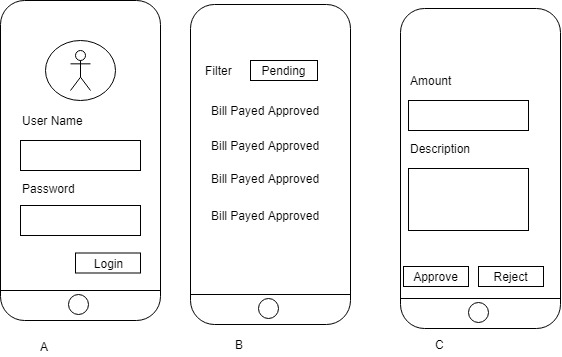 User Name
Password
Login
A
Filter
Pending
Bill Payed Approved
Bill Payed Approved
Bill Payed Approved
Bill Payed Approved
B
Amount
Description
Approve
Reject
C